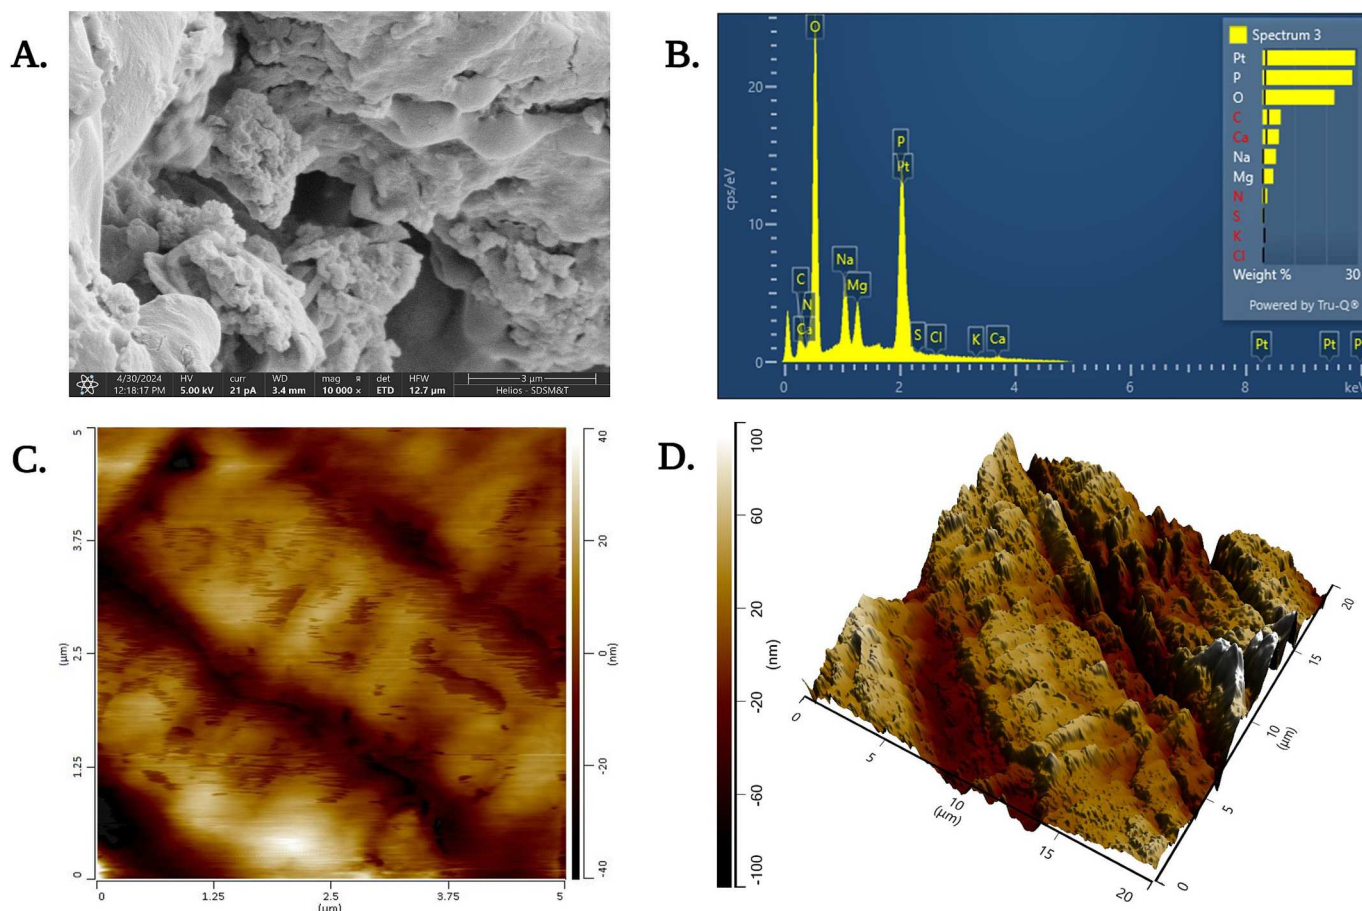 A.
4/30/2024 HV curr WD mag det HFW 3 µm
12:18:17 PM 5.00 kV 21 pA 3.4 mm 10 000 × ETD 12.7 µm Helios - SDSM&T
B.
cps/eV
20
10
0
O
P
Pt
Na
Mg
C
N
Ca
S
Cl
K
Ca
Pt
Pt
P
0 2 4 6 8 keV
Spectrum 3
Pt
P
O
C
Ca
Na
Mg
N
S
K
Cl
Weight % 30
Powered by Tru-Q®
C.
5
3.75
2.5
1.25
0
(µm)
0 1.25 2.5 3.75 5
(µm)
40
20
0
-20
-40
(nm)
D.
100
60
20
-20
-60
-100
(nm)
0
5
10
15
20
(µm)
0
5
10
15
20
(µm)